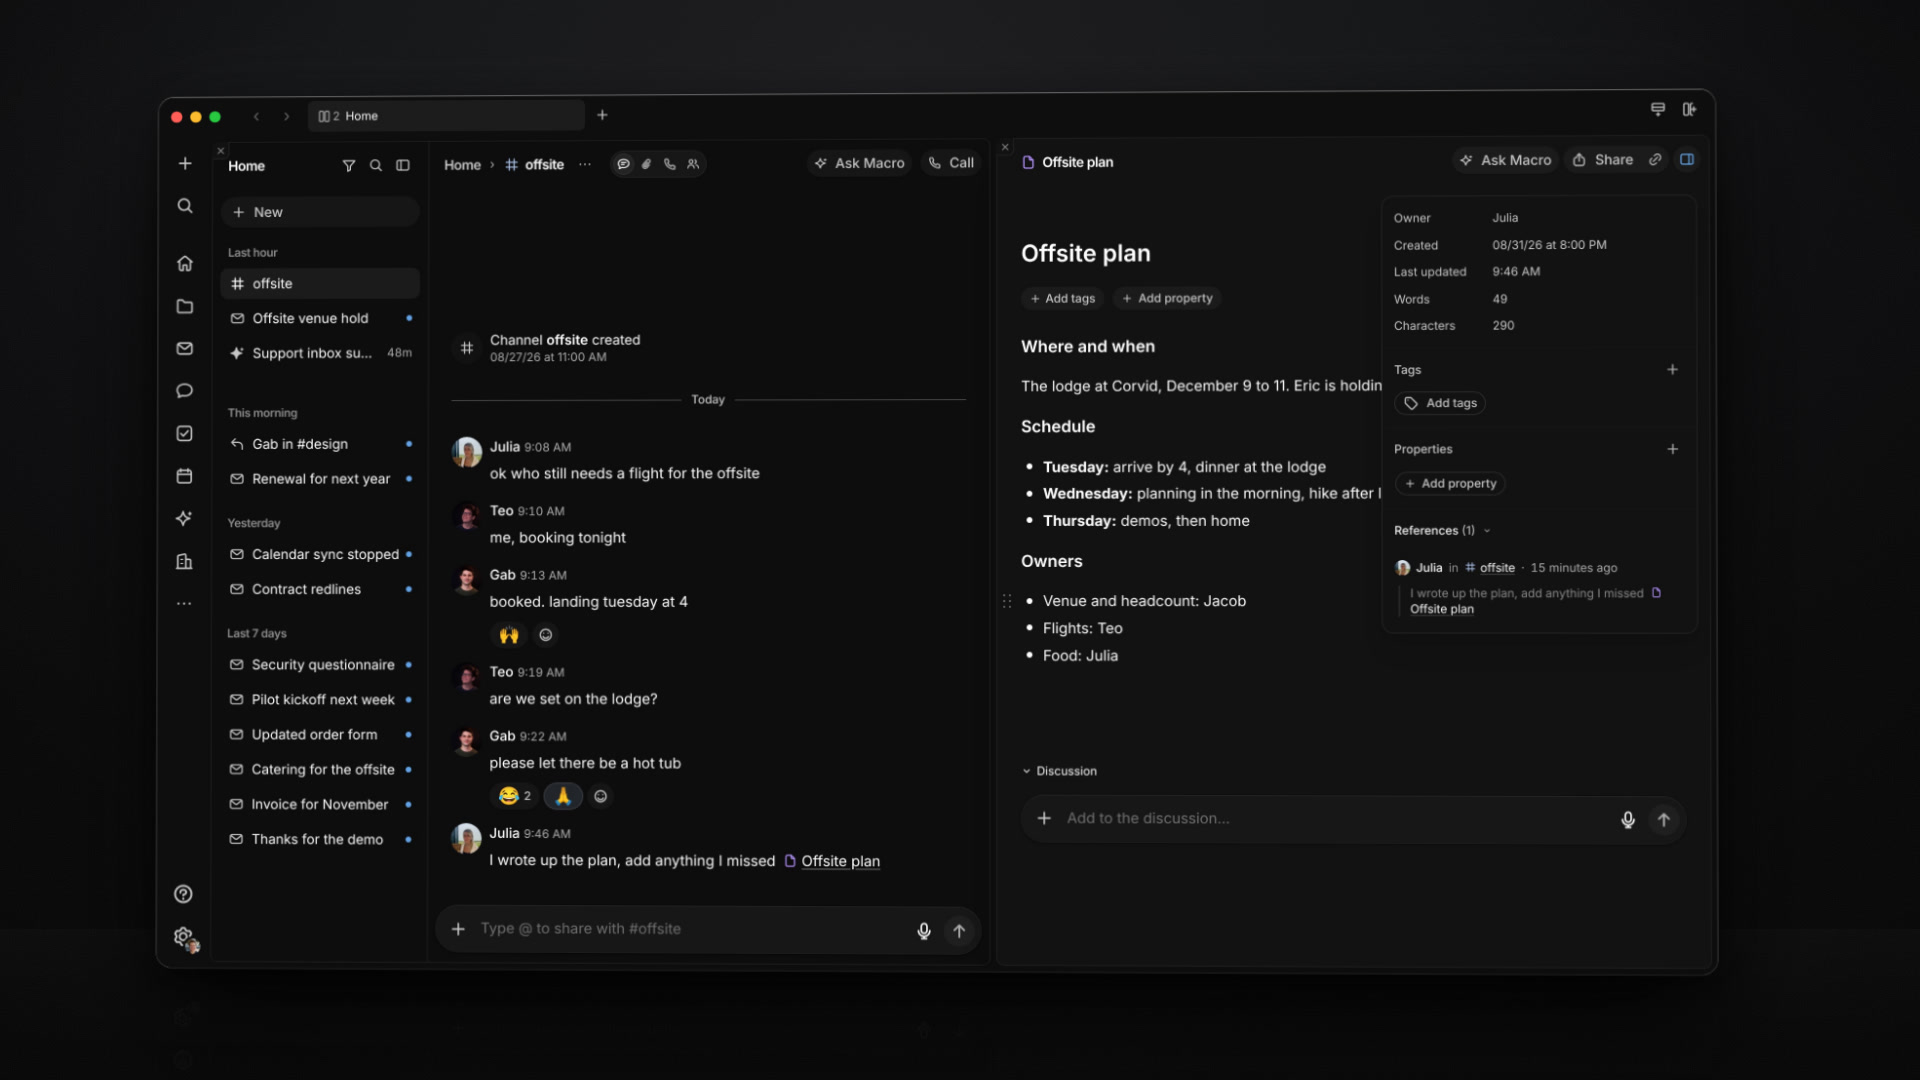 2 Home
Home
New
Last hour
offsite
Offsite venue hold
Support inbox su... 48m
This morning
Gab in #design
Renewal for next year
Yesterday
Calendar sync stopped
Contract redlines
Last 7 days
Security questionnaire
Pilot kickoff next week
Updated order form
Catering for the offsite
Invoice for November
Thanks for the demo
Home › # offsite ···
Ask Macro
Call
Channel offsite created
08/27/26 at 11:00 AM
Today
Julia 9:08 AM
ok who still needs a flight for the offsite
Teo 9:10 AM
me, booking tonight
Gab 9:13 AM
booked. landing tuesday at 4
🙌
Teo 9:19 AM
are we set on the lodge?
Gab 9:22 AM
please let there be a hot tub
😂 2 🙏
Julia 9:46 AM
I wrote up the plan, add anything I missed Offsite plan
Type @ to share with #offsite
Offsite plan
Ask Macro
Share
Offsite plan
+ Add tags + Add property
Where and when
The lodge at Corvid, December 9 to 11. Eric is holdin
Schedule
• Tuesday: arrive by 4, dinner at the lodge
• Wednesday: planning in the morning, hike after l
• Thursday: demos, then home
Owners
• Venue and headcount: Jacob
• Flights: Teo
• Food: Julia
Discussion
Add to the discussion...
Owner Julia
Created 08/31/26 at 8:00 PM
Last updated 9:46 AM
Words 49
Characters 290
Tags
Add tags
Properties
+ Add property
References (1)
Julia in # offsite · 15 minutes ago
I wrote up the plan, add anything I missed
Offsite plan